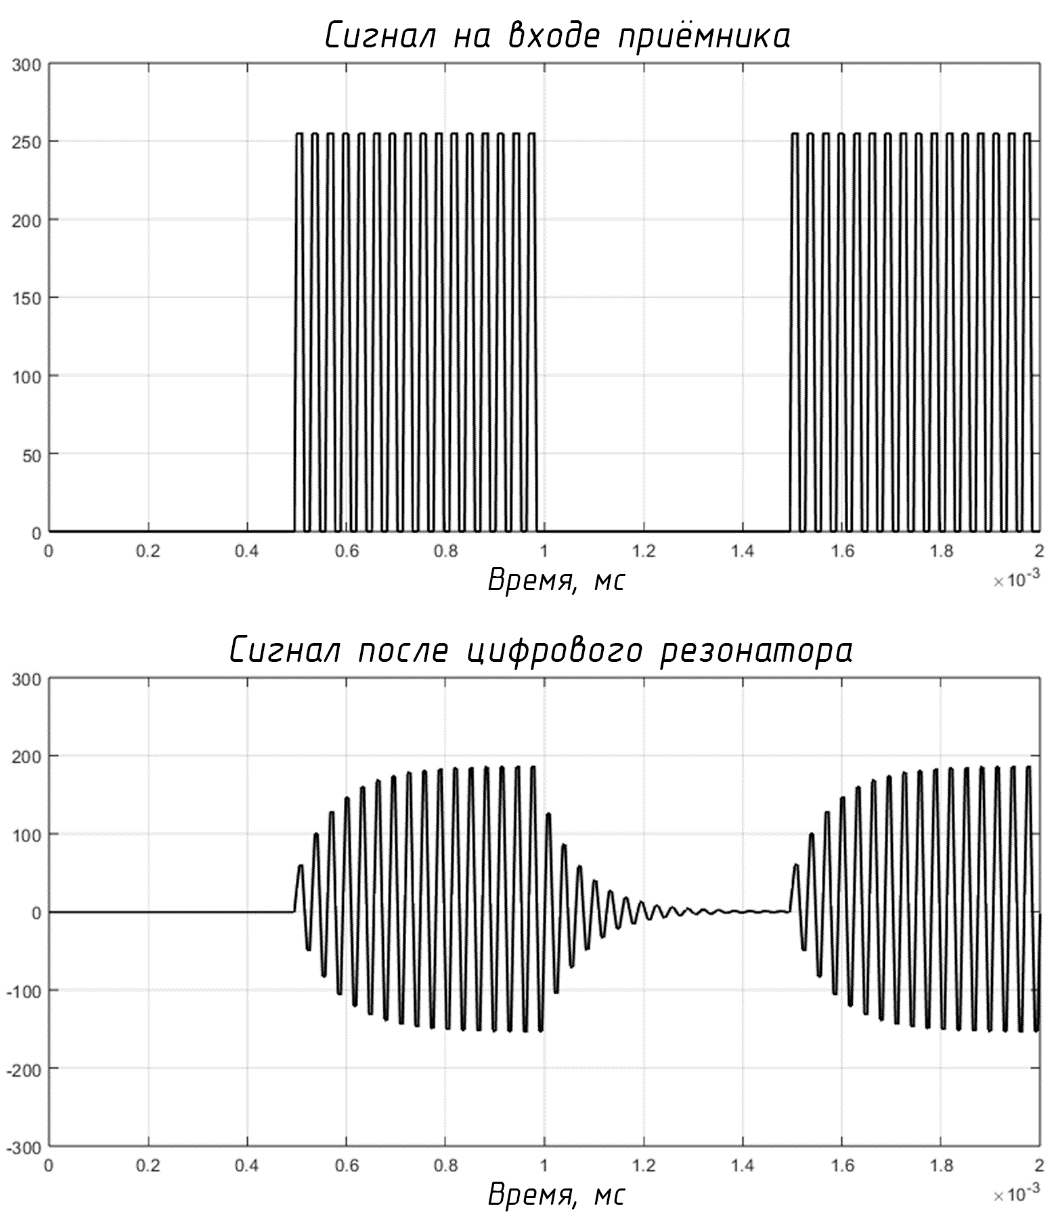 Сигнал на входе приёмника
300
250
200
150
100
50
0
0 0.2 0.4 0.6 0.8 1 1.2 1.4 1.6 1.8 2
Время, мс
×10⁻³
Сигнал после цифрового резонатора
300
200
100
0
-100
-200
-300
0 0.2 0.4 0.6 0.8 1 1.2 1.4 1.6 1.8 2
Время, мс
×10⁻³